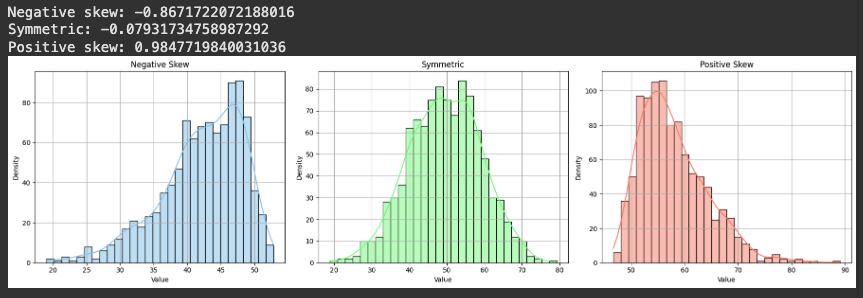 Negative skew: -0.8671722072188016
Symmetric: -0.07931734758987292
Positive skew: 0.9847719840031036
Negative Skew
Density
80
60
40
20
0
20 25 30 35 40 45 50
Value
Symmetric
Density
80
70
60
50
40
30
20
10
0
20 30 40 50 60 70 80
Value
Positive Skew
Density
100
80
60
40
20
0
50 60 70 80 90
Value